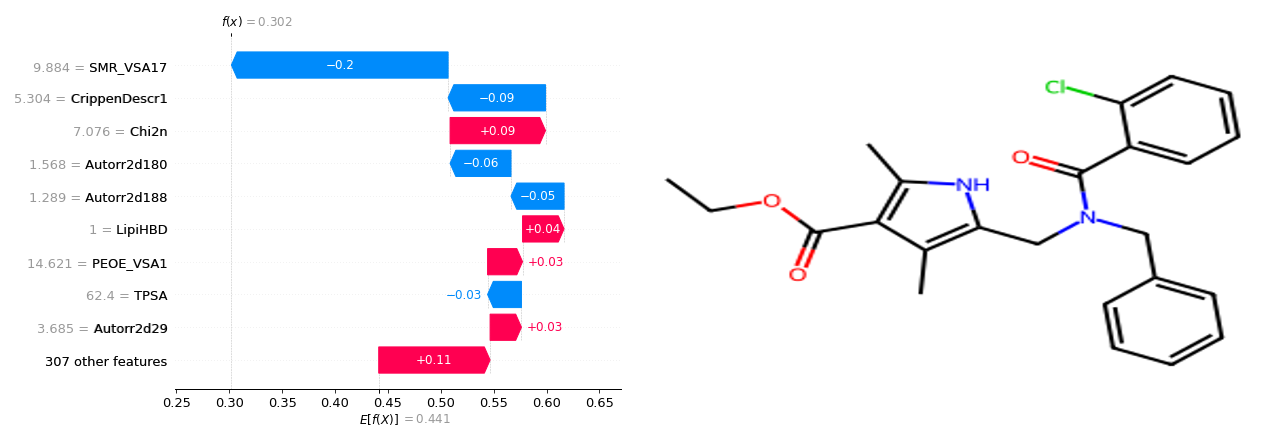 f(x) = 0.302
9.884 = SMR_VSA17
−0.2
5.304 = CrippenDescr1
−0.09
7.076 = Chi2n
+0.09
1.568 = Autorr2d180
−0.06
1.289 = Autorr2d188
−0.05
1 = LipiHBD
+0.04
14.621 = PEOE_VSA1
+0.03
62.4 = TPSA
−0.03
3.685 = Autorr2d29
+0.03
307 other features
+0.11
0.25 0.30 0.35 0.40 0.45 0.50 0.55 0.60 0.65
E[f(X)] = 0.441
Cl
O
NH
O
N
O